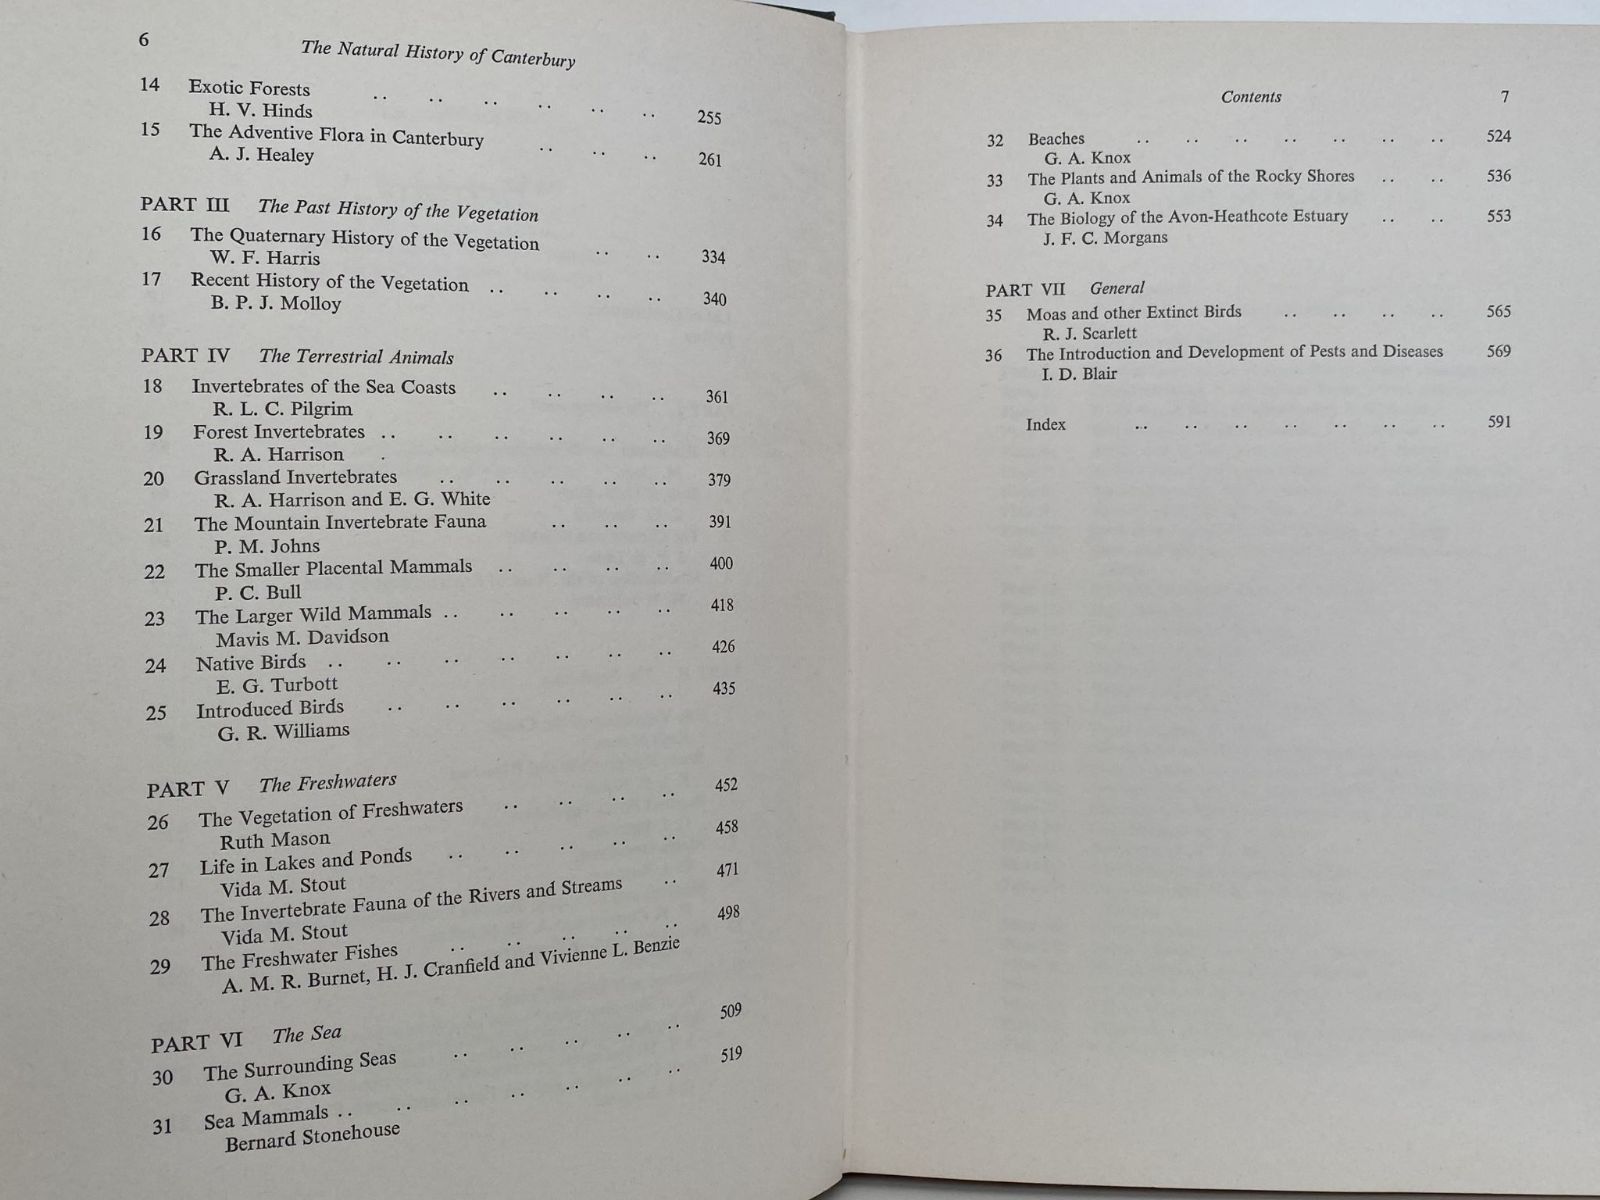 6 The Natural History of Canterbury
14 Exotic Forests .. .. .. .. .. .. 255
H. V. Hinds
15 The Adventive Flora in Canterbury .. .. .. 261
A. J. Healey
PART III The Past History of the Vegetation
16 The Quaternary History of the Vegetation .. .. 334
W. F. Harris
17 Recent History of the Vegetation .. .. .. .. 340
B. P. J. Molloy
PART IV The Terrestrial Animals
18 Invertebrates of the Sea Coasts .. .. .. .. 361
R. L. C. Pilgrim
19 Forest Invertebrates .. .. .. .. .. .. 369
R. A. Harrison
20 Grassland Invertebrates .. .. .. .. .. 379
R. A. Harrison and E. G. White
21 The Mountain Invertebrate Fauna .. .. .. 391
P. M. Johns
22 The Smaller Placental Mammals .. .. .. .. 400
P. C. Bull
23 The Larger Wild Mammals .. .. .. .. .. 418
Mavis M. Davidson
24 Native Birds .. .. .. .. .. .. .. 426
E. G. Turbott
25 Introduced Birds .. .. .. .. .. .. 435
G. R. Williams
PART V The Freshwaters
26 The Vegetation of Freshwaters .. .. .. .. 452
Ruth Mason
27 Life in Lakes and Ponds .. .. .. .. .. 458
Vida M. Stout
28 The Invertebrate Fauna of the Rivers and Streams .. 471
Vida M. Stout
29 The Freshwater Fishes .. .. .. .. .. 498
A. M. R. Burnet, H. J. Cranfield and Vivienne L. Benzie
PART VI The Sea
30 The Surrounding Seas .. .. .. .. .. 509
G. A. Knox
31 Sea Mammals .. .. .. .. .. .. .. 519
Bernard Stonehouse
Contents 7
32 Beaches .. .. .. .. .. .. .. 524
G. A. Knox
33 The Plants and Animals of the Rocky Shores .. .. 536
G. A. Knox
34 The Biology of the Avon-Heathcote Estuary .. .. 553
J. F. C. Morgans
PART VII General
35 Moas and other Extinct Birds .. .. .. .. 565
R. J. Scarlett
36 The Introduction and Development of Pests and Diseases 569
I. D. Blair
Index .. .. .. .. .. .. .. 591